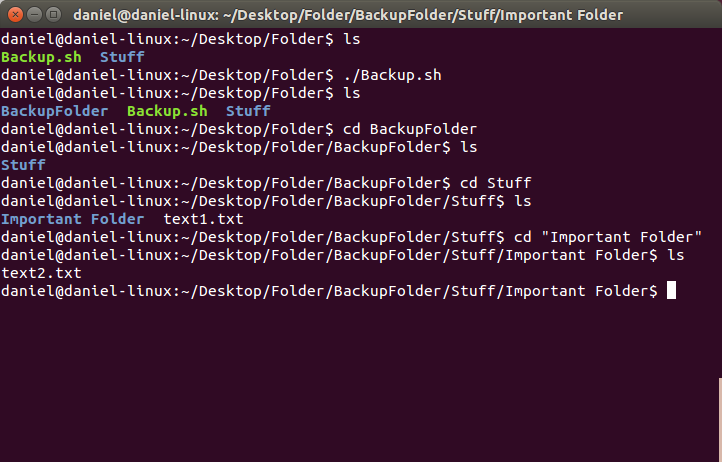 daniel@daniel-linux: ~/Desktop/Folder/BackupFolder/Stuff/Important Folder
daniel@daniel-linux:~/Desktop/Folder$ ls
Backup.sh  Stuff
daniel@daniel-linux:~/Desktop/Folder$ ./Backup.sh
daniel@daniel-linux:~/Desktop/Folder$ ls
BackupFolder  Backup.sh  Stuff
daniel@daniel-linux:~/Desktop/Folder$ cd BackupFolder
daniel@daniel-linux:~/Desktop/Folder/BackupFolder$ ls
Stuff
daniel@daniel-linux:~/Desktop/Folder/BackupFolder$ cd Stuff
daniel@daniel-linux:~/Desktop/Folder/BackupFolder/Stuff$ ls
Important Folder  text1.txt
daniel@daniel-linux:~/Desktop/Folder/BackupFolder/Stuff$ cd "Important Folder"
daniel@daniel-linux:~/Desktop/Folder/BackupFolder/Stuff/Important Folder$ ls
text2.txt
daniel@daniel-linux:~/Desktop/Folder/BackupFolder/Stuff/Important Folder$